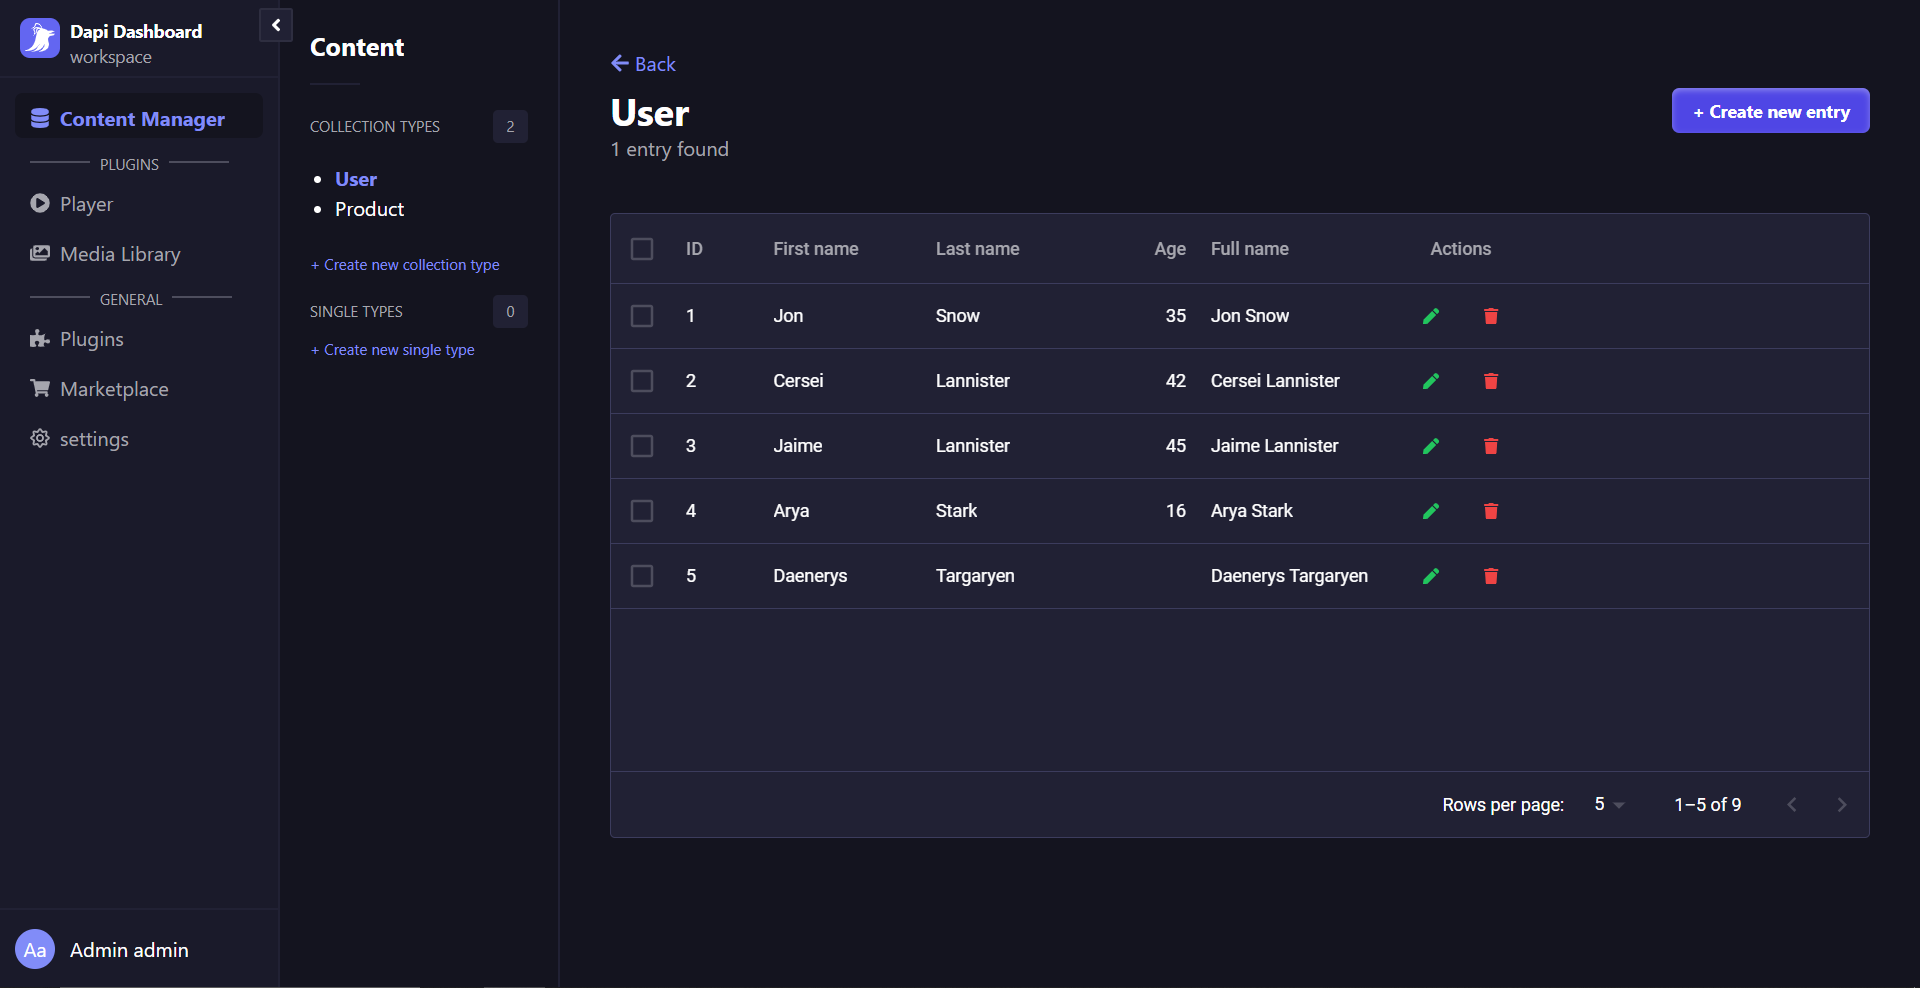 Dapi Dashboard
workspace
Content Manager
PLUGINS
Player
Media Library
GENERAL
Plugins
Marketplace
settings
Aa Admin admin
Content
COLLECTION TYPES 2
User
Product
+ Create new collection type
SINGLE TYPES 0
+ Create new single type
Back
User
1 entry found
+ Create new entry
ID First name Last name Age Full name Actions
1 Jon Snow 35 Jon Snow
2 Cersei Lannister 42 Cersei Lannister
3 Jaime Lannister 45 Jaime Lannister
4 Arya Stark 16 Arya Stark
5 Daenerys Targaryen Daenerys Targaryen
Rows per page: 5 1–5 of 9